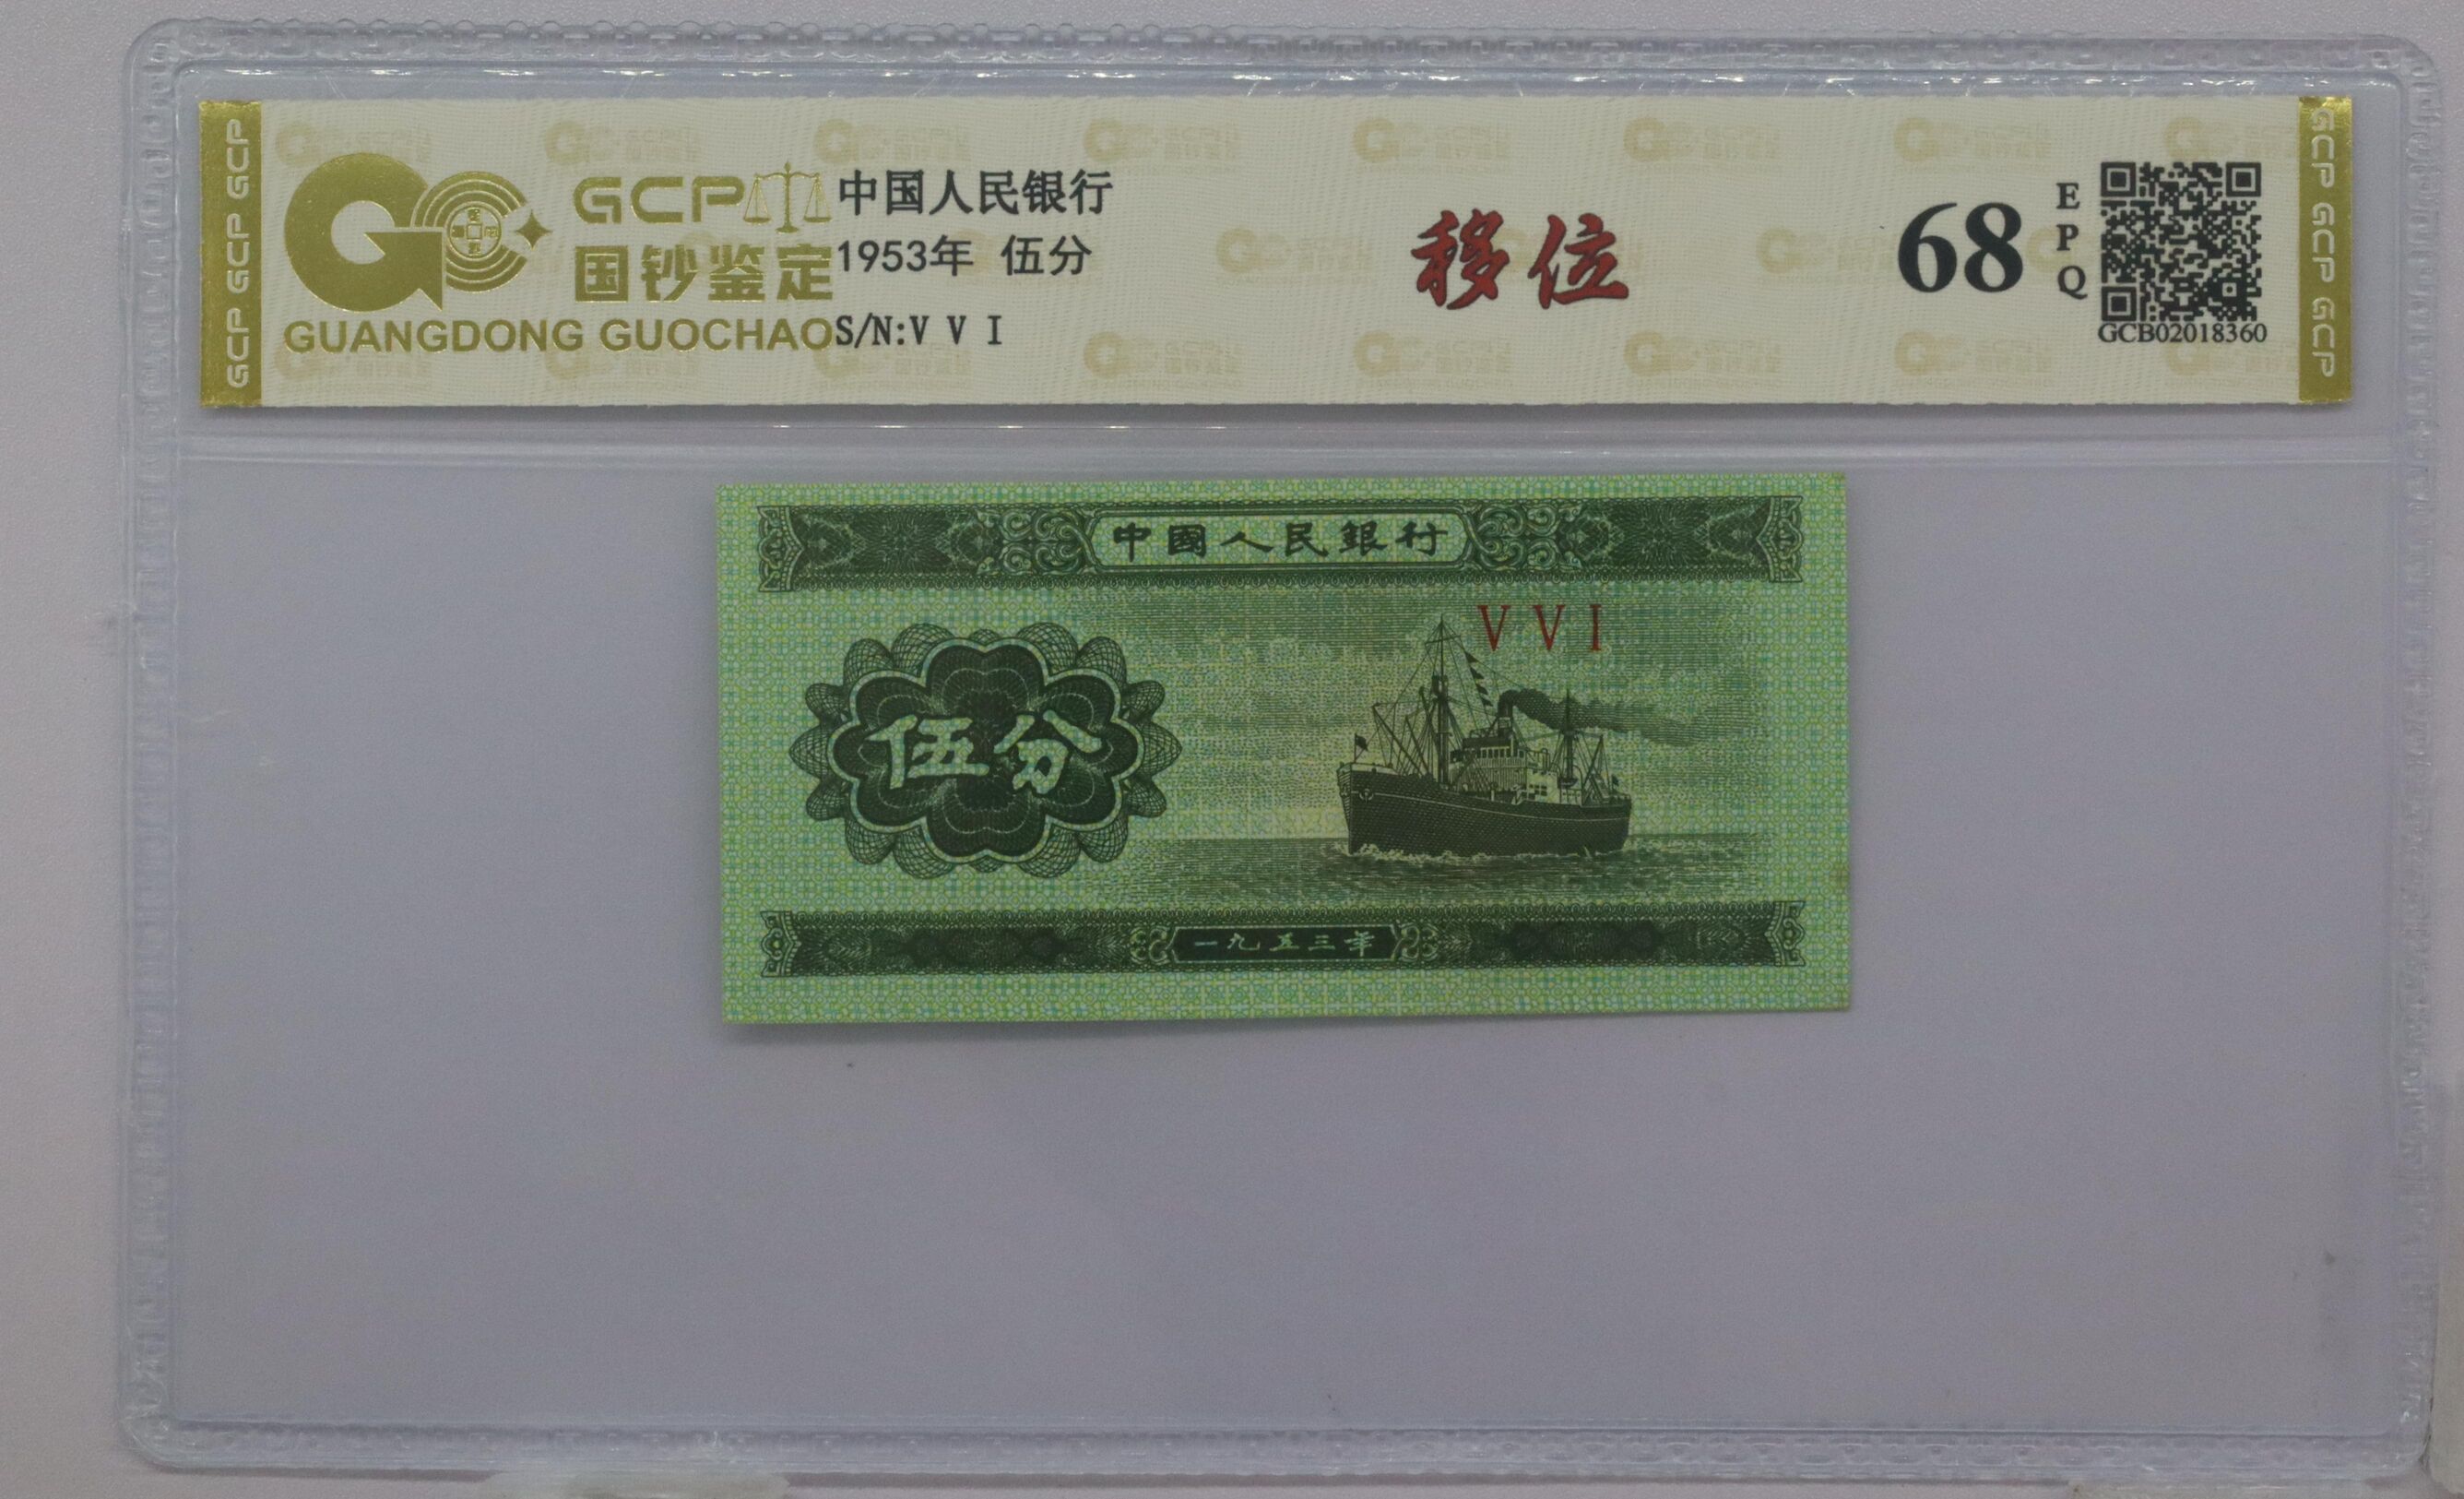 GCP GCP GCP
GCP
国钞鉴定
GUANGDONG GUOCHAO
中国人民银行
1953年 伍分
S/N:V V I
移位
68
EPQ
GCB02018360
GCP GCP GCP
中國人民銀行
V V I
伍分
一九五三年